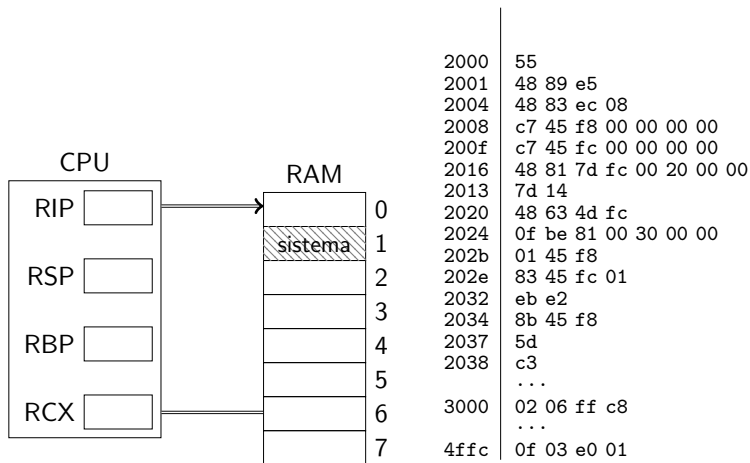 CPU
RIP
RSP
RBP
RCX
RAM
0
sistema 1
2
3
4
5
6
7
2000 55
2001 48 89 e5
2004 48 83 ec 08
2008 c7 45 f8 00 00 00 00
200f c7 45 fc 00 00 00 00
2016 48 81 7d fc 00 20 00 00
2013 7d 14
2020 48 63 4d fc
2024 0f be 81 00 30 00 00
202b 01 45 f8
202e 83 45 fc 01
2032 eb e2
2034 8b 45 f8
2037 5d
2038 c3
...
3000 02 06 ff c8
...
4ffc 0f 03 e0 01